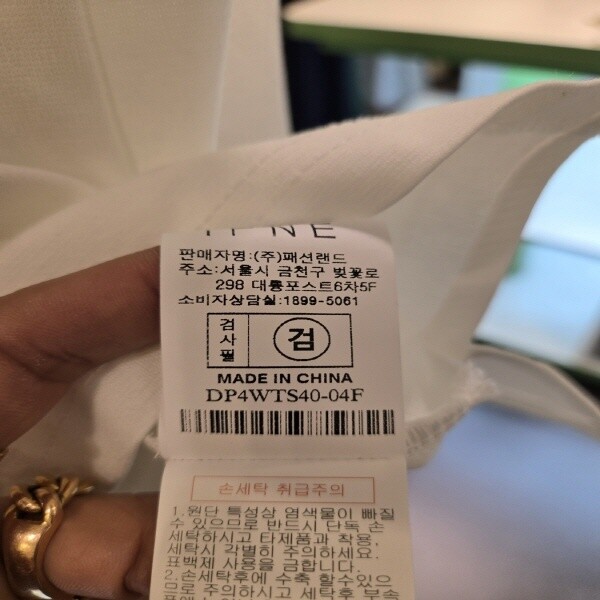 판매자명:(주)패션랜드
주소:서울시 금천구 벚꽃로
298 대륭포스트6차5F
소비자상담실:1899-5061
검사필 검
MADE IN CHINA
DP4WTS40-04F
손세탁 취급주의
1.원단 특성상 염색물이 빠질
수 있으므로 반드시 단독 손
세탁하시고 타제품과 착용,
세탁시 각별히 주의하세요.
표백제 사용을 금합니다.
2.손세탁후에 수축 할수있으
므로 주의하시고 세탁후 부속